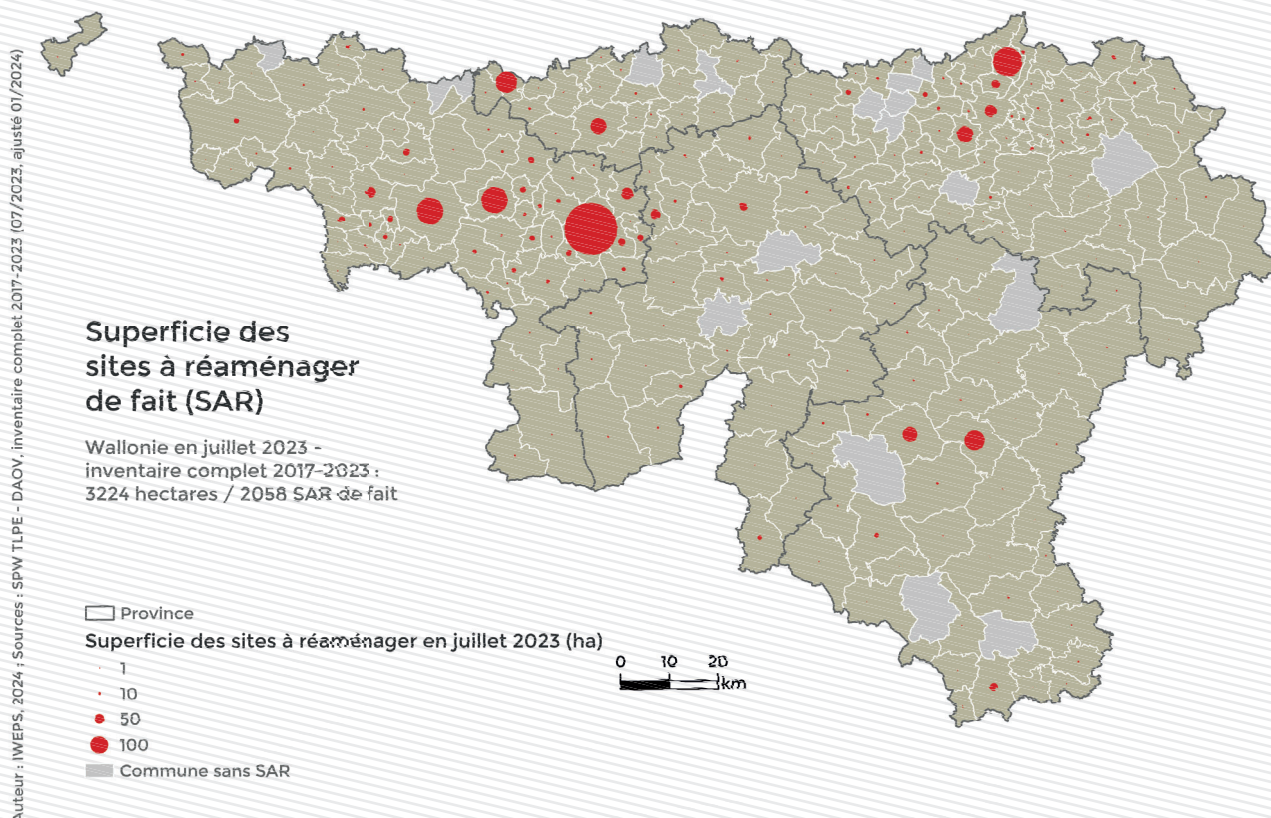 Superficie des
sites à réaménager
de fait (SAR)
Wallonie en juillet 2023 -
inventaire complet 2017-2023 :
3224 hectares / 2058 SAR de fait
Province
Superficie des sites à réaménager en juillet 2023 (ha)
1
10
50
100
Commune sans SAR
0 10 20
km
Auteur : IWEPS, 2024 ; Sources : SPW TLPE - DAOV, inventaire complet 2017-2023 (07/2023, ajusté 01/2024)